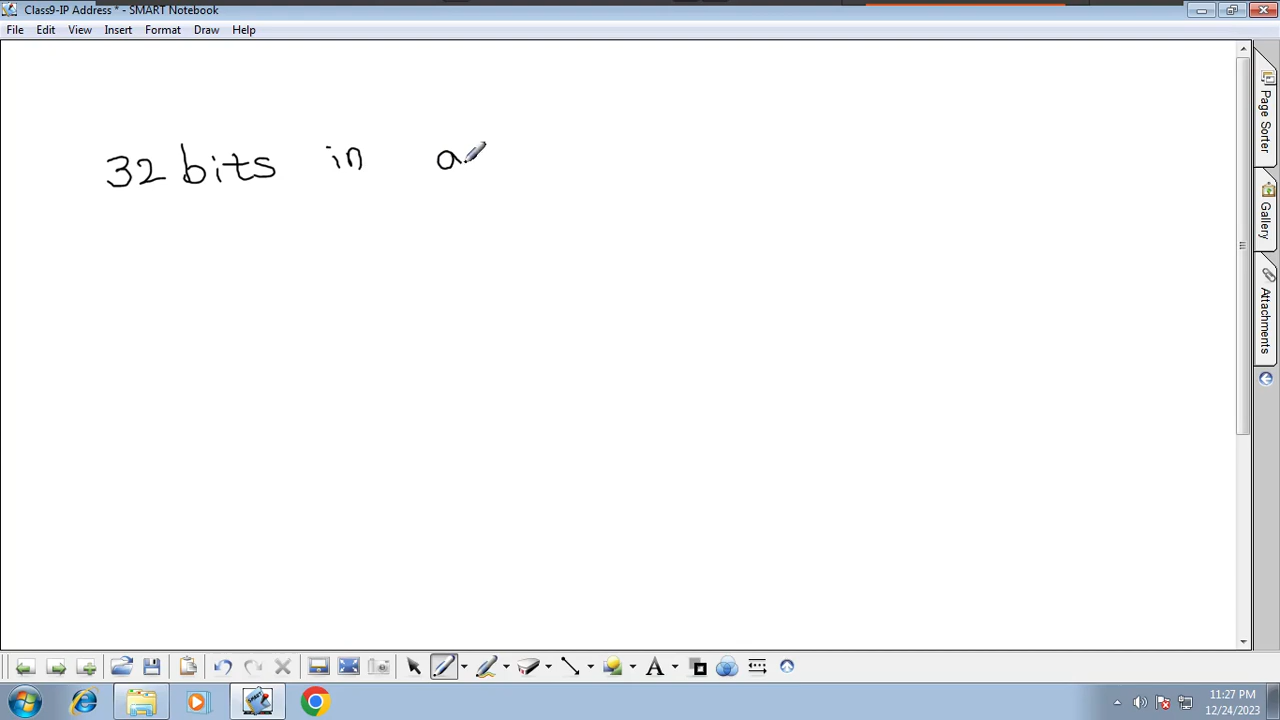 Class9-IP Address * - SMART Notebook
File Edit View Insert Format Draw Help
32 bits in a
Page Sorter
Gallery
Attachments
11:27 PM
12/24/2023